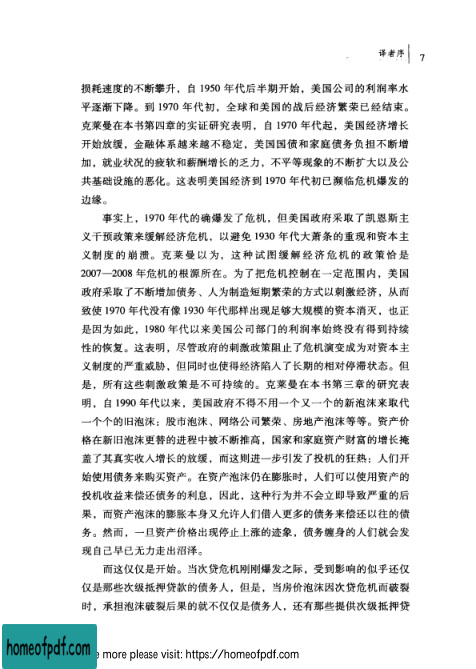 译者序 7
损耗速度的不断攀升，自 1950 年代后半期开始，美国公司的利润率水
平逐渐下降。到 1970 年代初，全球和美国的战后经济繁荣已经结束。
克莱曼在本书第四章的实证研究表明，自 1970 年代起，美国经济增长
开始放缓，金融体系越来越不稳定，美国国债和家庭债务负担不断增
加，就业状况的疲软和薪酬增长的乏力，不平等现象的不断扩大以及公
共基础设施的恶化。这表明美国经济到 1970 年代初已濒临危机爆发的
边缘。
事实上，1970 年代的确爆发了危机，但美国政府采取了凯恩斯主
义干预政策来缓解经济危机，以避免 1930 年代大萧条的重现和资本主
义制度的崩溃。克莱曼以为，这种试图缓解经济危机的政策恰是
2007—2008 年危机的根源所在。为了把危机控制在一定范围内，美国
政府采取了不断增加债务、人为制造短期繁荣的方式以刺激经济，从而
致使 1970 年代没有像 1930 年代那样出现足够大规模的资本消灭，也正
是因为如此，1980 年代以来美国公司部门的利润率始终没有得到持续
性的恢复。这表明，尽管政府的刺激政策阻止了危机演变成为对资本主
义制度的严重威胁，但同时也使得经济陷入了长期的相对停滞状态。但
是，所有这些刺激政策是不可持续的。克莱曼在本书第三章的研究表
明，自 1990 年代以来，美国政府不得不用一个又一个的新泡沫来取代
一个个的旧泡沫：股市泡沫、网络公司繁荣、房地产泡沫等等。资产价
格在新旧泡沫更替的进程中被不断推高，国家和家庭资产财富的增长掩
盖了其真实收入增长的放缓，而这则进一步引发了投机的狂热：人们开
始使用债务来购买资产。在资产泡沫仍在膨胀时，人们可以使用资产的
投机收益来偿还债务的利息，因此，这种行为并不会立即导致严重的后
果，而资产泡沫的膨胀本身又允许人们借入更多的债务来偿还以往的债
务。然而，一旦资产价格出现停止上涨的迹象，债务缠身的人们就会发
现自己早已无力走出沼泽。
而这仅仅是开始。当次贷危机刚刚爆发之际，受到影响的似乎还仅
仅是那些次级抵押贷款的债务人，但是，当房价泡沫因次贷危机而破裂
时，承担泡沫破裂后果的就不仅仅是债务人，还有那些提供次级抵押贷
homeofpdf.com
more please visit: https://homeofpdf.com